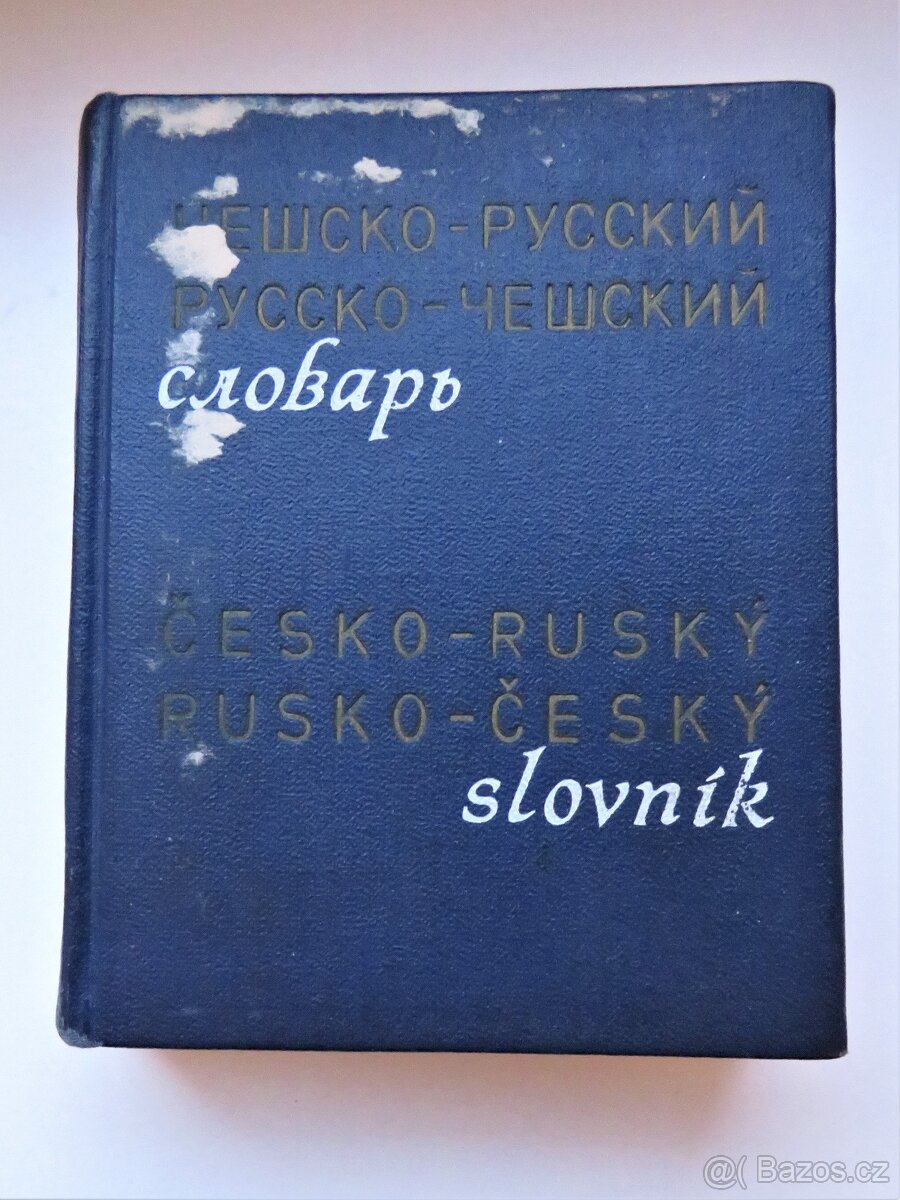 ЧЕШСКО-РУССКИЙ
РУССКО-ЧЕШСКИЙ
словарь
ČESKO-RUSKÝ
RUSKO-ČESKÝ
slovník
@( Bazos.cz